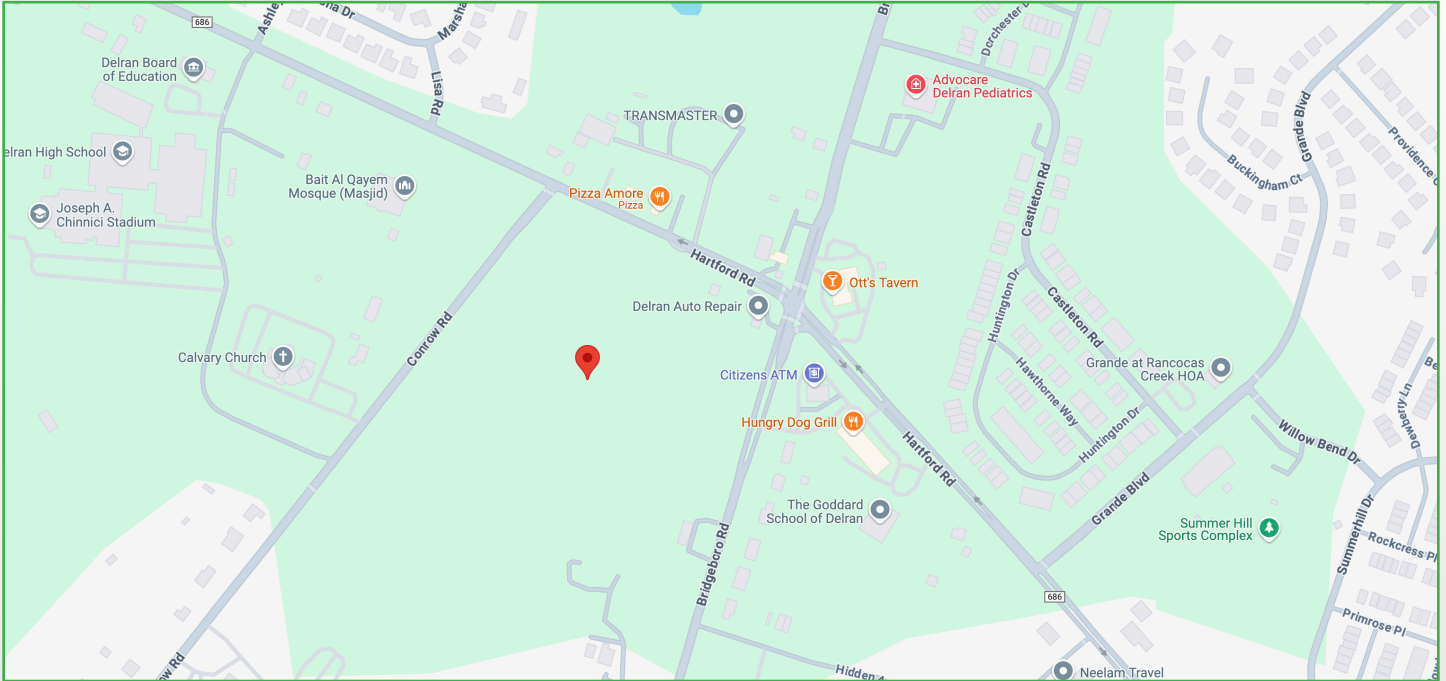 686
Delran Board
of Education
Lisa Rd
TRANSMASTER
Dorchester
Advocare
Delran Pediatrics
Grande Blvd
Buckingham Ct
elran High School
Bait Al Qayem
Mosque (Masjid)
Joseph A.
Chinnici Stadium
Pizza Amore
Pizza
Castleton Rd
Hartford Rd
Ott's Tavern
Delran Auto Repair
Huntington Dr
Castleton Rd
Conrow Rd
Calvary Church
Citizens ATM
Grande at Rancocas
Creek HOA
Hawthorne Way
Huntington Dr
Dewberry Ln
Hungry Dog Grill
Hartford Rd
Willow Bend Dr
Grande Blvd
The Goddard
School of Delran
Summer Hill
Sports Complex
Summerhill Dr
Rockcress Pl
Bridgeboro Rd
686
Primrose Pl
Hidden
Neelam Travel
ow Rd